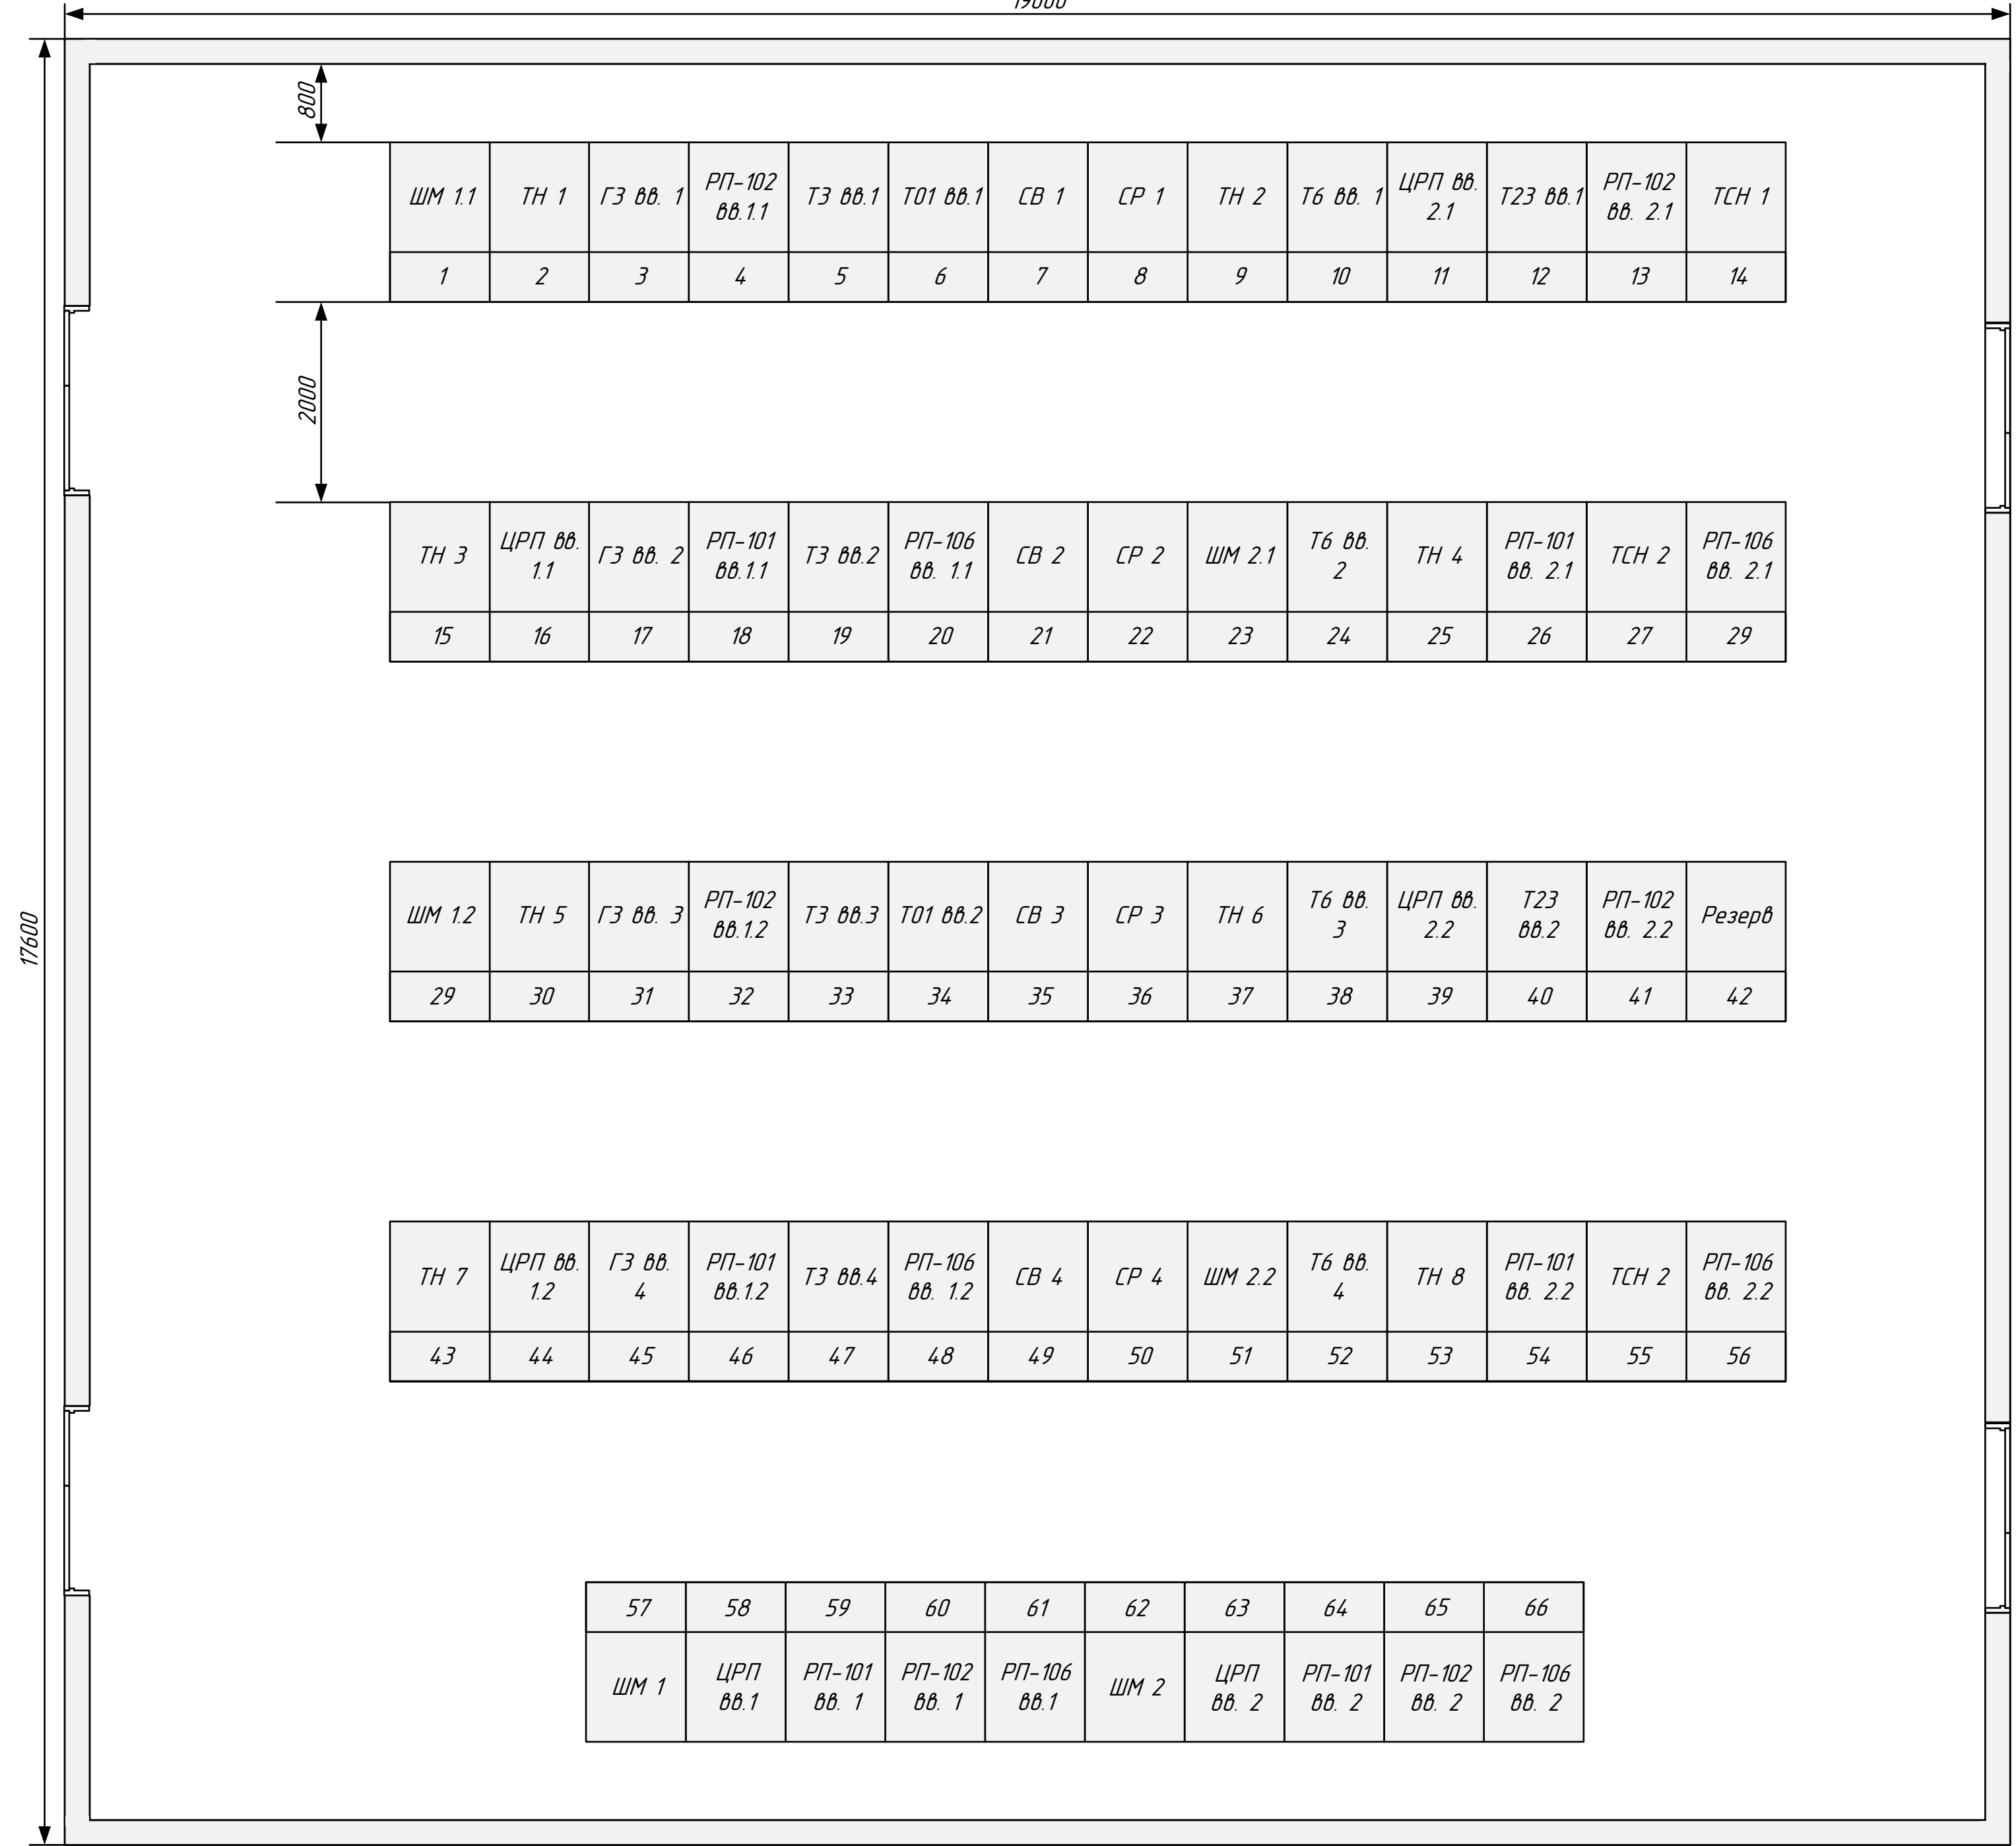 19000
800
ШМ 1.1 ТН 1 ГЗ вв. 1 РП-102 вв.1.1 Т3 вв.1 Т01 вв.1 СВ 1 СР 1 ТН 2 Т6 вв. 1 ЦРП вв. 2.1 Т23 вв.1 РП-102 вв. 2.1 ТСН 1
1 2 3 4 5 6 7 8 9 10 11 12 13 14
2000
ТН 3 ЦРП вв. 1.1 ГЗ вв. 2 РП-101 вв.1.1 Т3 вв.2 РП-106 вв. 1.1 СВ 2 СР 2 ШМ 2.1 Т6 вв. 2 ТН 4 РП-101 вв. 2.1 ТСН 2 РП-106 вв. 2.1
15 16 17 18 19 20 21 22 23 24 25 26 27 29
17600
ШМ 1.2 ТН 5 ГЗ вв. 3 РП-102 вв.1.2 Т3 вв.3 Т01 вв.2 СВ 3 СР 3 ТН 6 Т6 вв. 3 ЦРП вв. 2.2 Т23 вв.2 РП-102 вв. 2.2 Резерв
29 30 31 32 33 34 35 36 37 38 39 40 41 42
ТН 7 ЦРП вв. 1.2 ГЗ вв. 4 РП-101 вв.1.2 Т3 вв.4 РП-106 вв. 1.2 СВ 4 СР 4 ШМ 2.2 Т6 вв. 4 ТН 8 РП-101 вв. 2.2 ТСН 2 РП-106 вв. 2.2
43 44 45 46 47 48 49 50 51 52 53 54 55 56
57 58 59 60 61 62 63 64 65 66
ШМ 1 ЦРП вв.1 РП-101 вв. 1 РП-102 вв. 1 РП-106 вв.1 ШМ 2 ЦРП вв. 2 РП-101 вв. 2 РП-102 вв. 2 РП-106 вв. 2